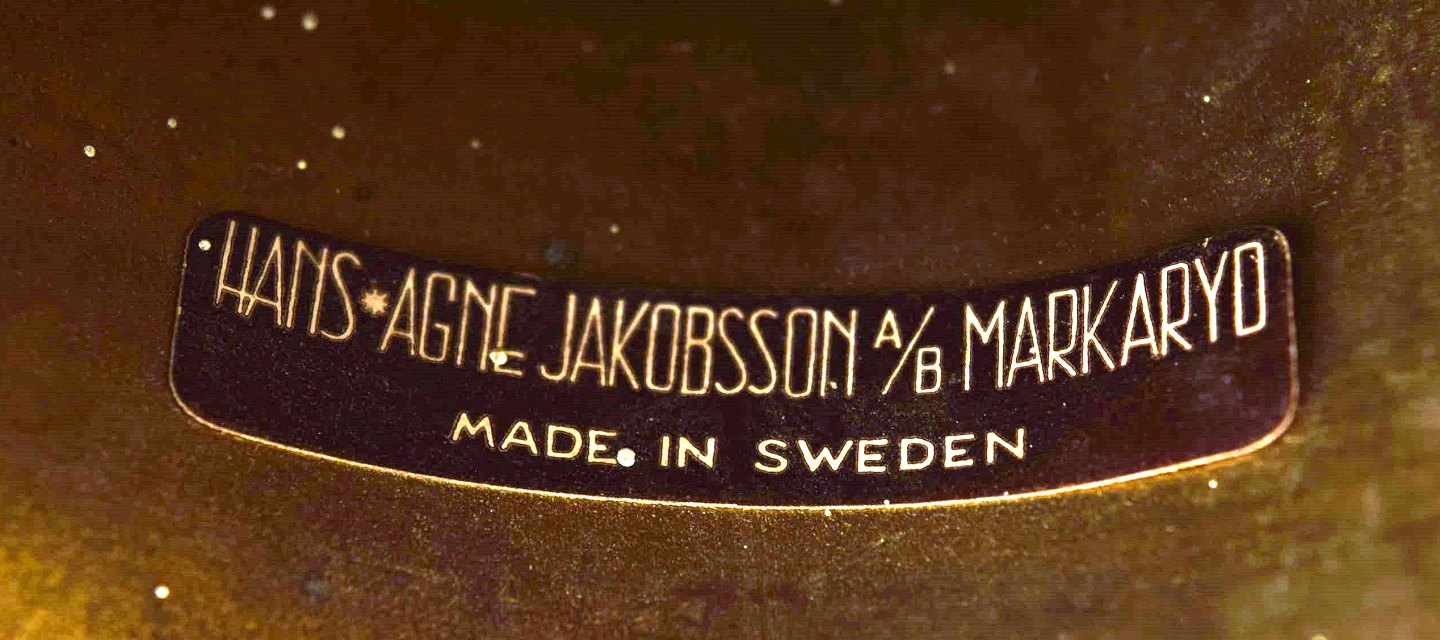 HANS*AGNE JAKOBSSON A/B MARKARYD
MADE IN SWEDEN